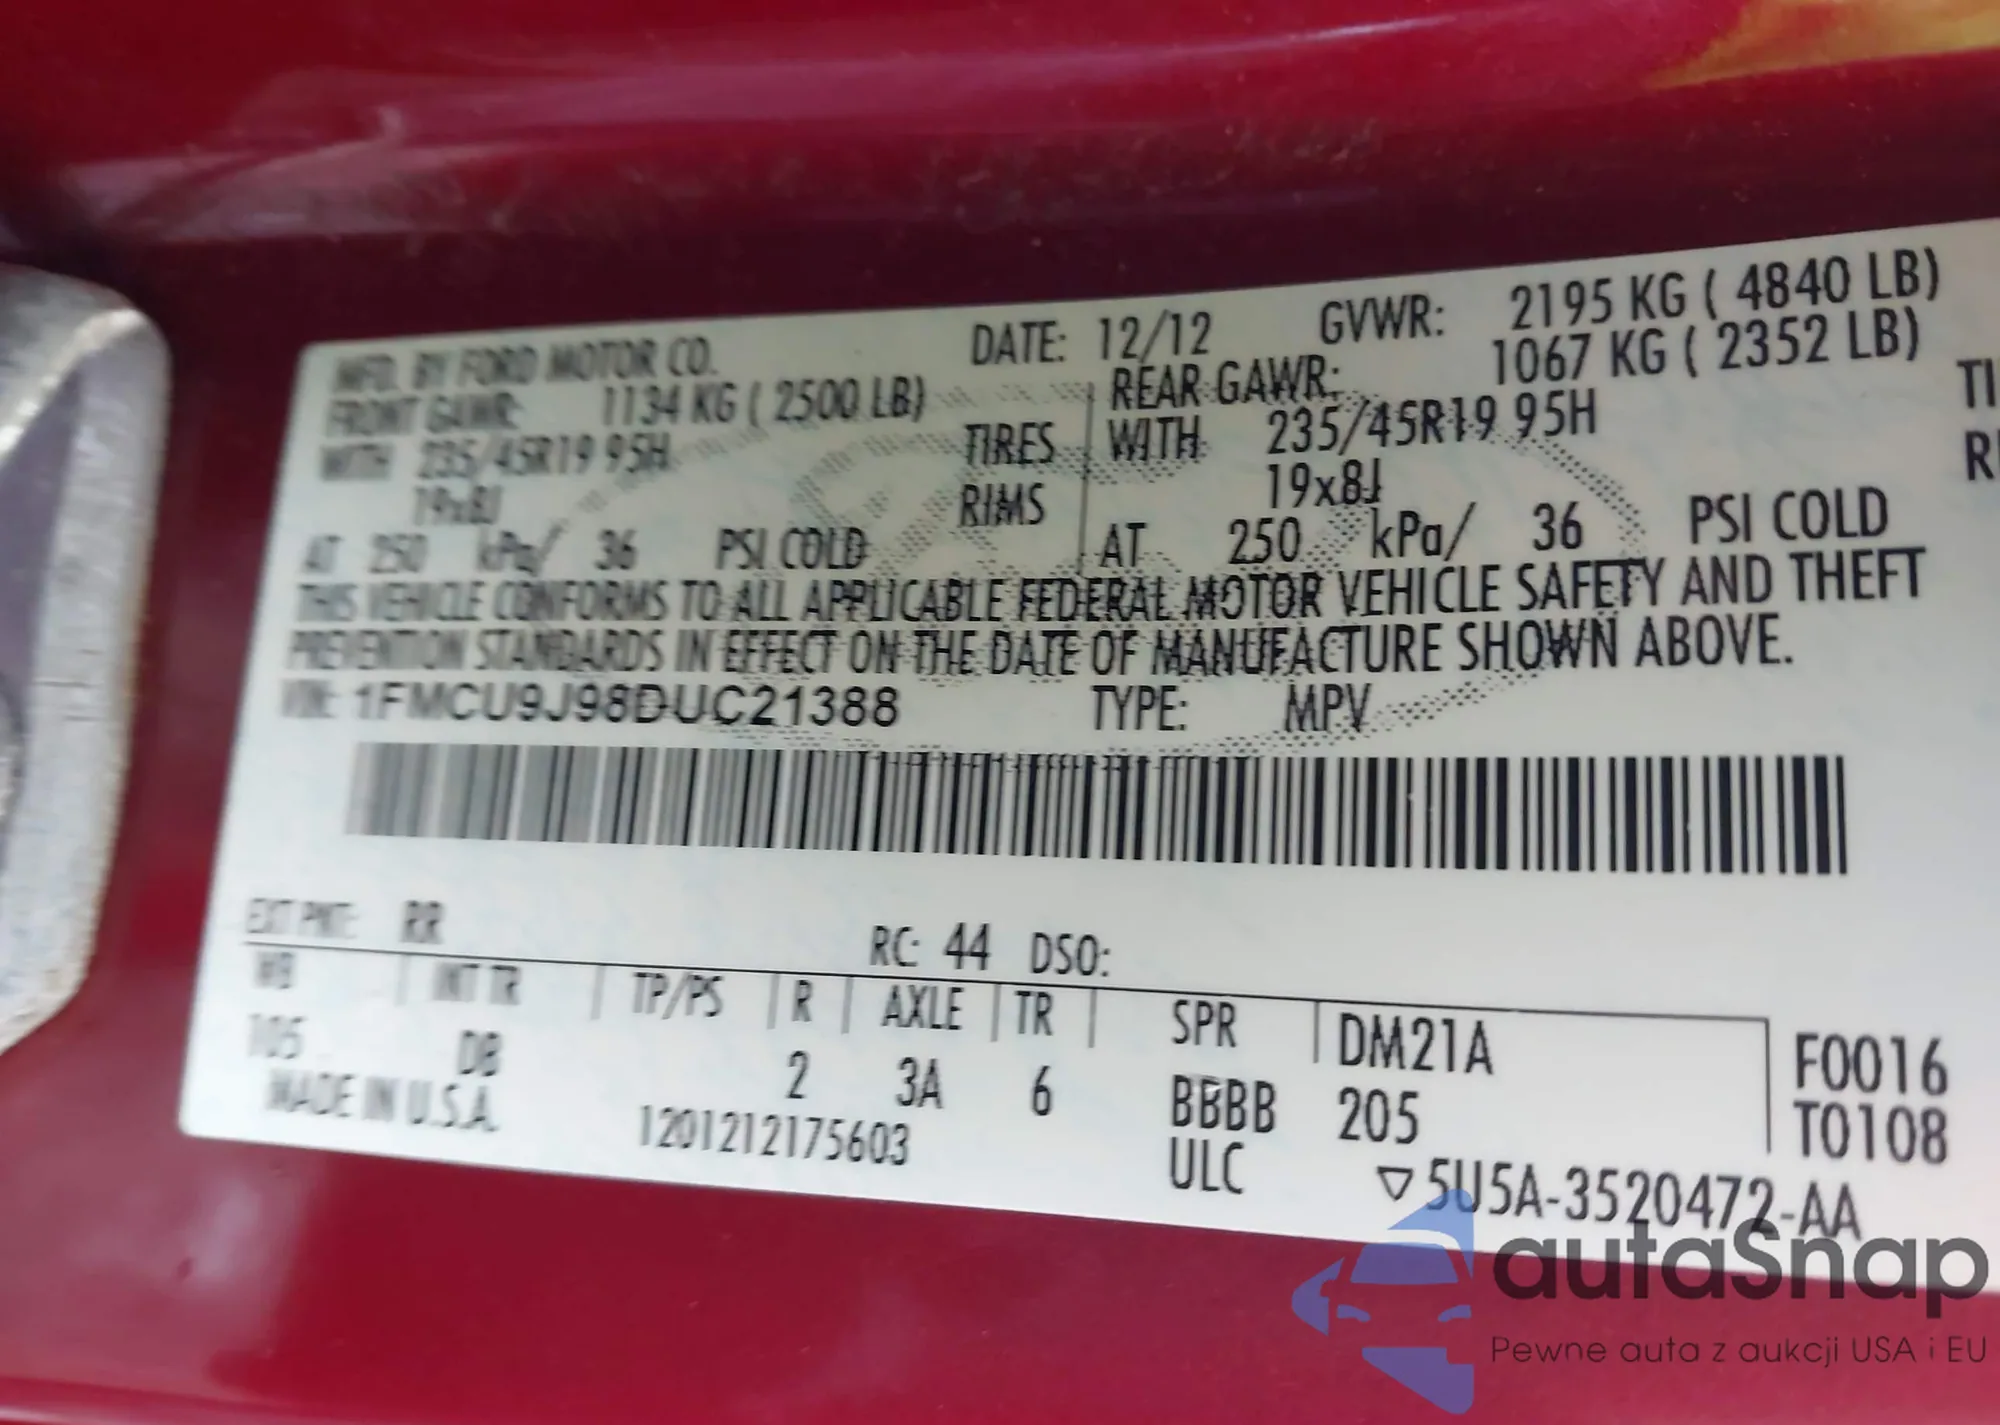 MFD. BY FORD MOTOR CO. DATE: 12/12 GVWR: 2195 KG ( 4840 LB)
FRONT GAWR: 1134 KG ( 2500 LB) REAR GAWR: 1067 KG ( 2352 LB)
WITH 235/45R19 95H TIRES WITH 235/45R19 95H TI
19x8J RIMS 19x8J RI
AT 250 kPa/ 36 PSI COLD AT 250 kPa/ 36 PSI COLD
THIS VEHICLE CONFORMS TO ALL APPLICABLE FEDERAL MOTOR VEHICLE SAFETY AND THEFT
PREVENTION STANDARDS IN EFFECT ON THE DATE OF MANUFACTURE SHOWN ABOVE.
VIN: 1FMCU9J98DUC21388 TYPE: MPV
EXT PNT: RR RC: 44 DSO:
WB INT TR TP/PS R AXLE TR SPR DM21A F0016
105 DB 2 3A 6 BBBB 205 T0108
MADE IN U.S.A. 1201212175603 ULC ▽5U5A-3520472-AA
autaSnap
Pewne auta z aukcji USA i EU